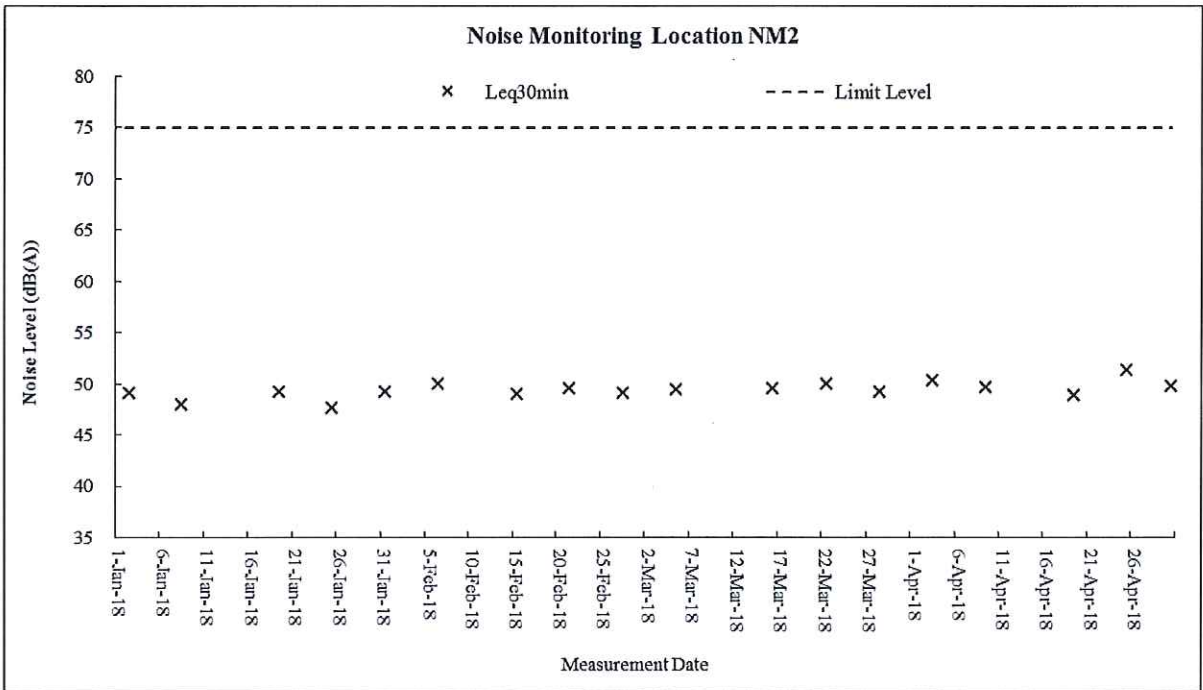 Noise Monitoring Location NM2
Leq30min
Limit Level
Noise Level (dB(A))
80
75
70
65
60
55
50
45
40
35
1-Jan-18
6-Jan-18
11-Jan-18
16-Jan-18
21-Jan-18
26-Jan-18
31-Jan-18
5-Feb-18
10-Feb-18
15-Feb-18
20-Feb-18
25-Feb-18
2-Mar-18
7-Mar-18
12-Mar-18
17-Mar-18
22-Mar-18
27-Mar-18
1-Apr-18
6-Apr-18
11-Apr-18
16-Apr-18
21-Apr-18
26-Apr-18
Measurement Date